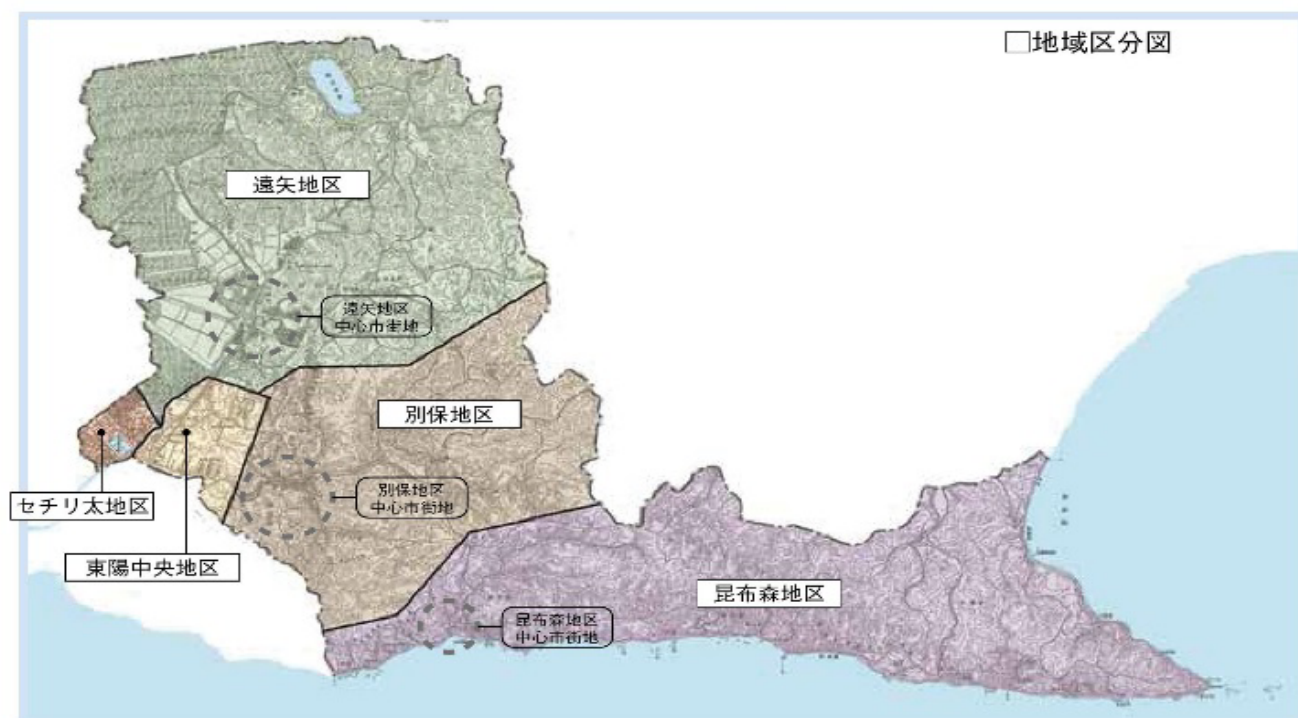 □地域区分図
遠矢地区
遠矢地区
中心市街地
別保地区
別保地区
中心市街地
セチリ太地区
東陽中央地区
昆布森地区
昆布森地区
中心市街地